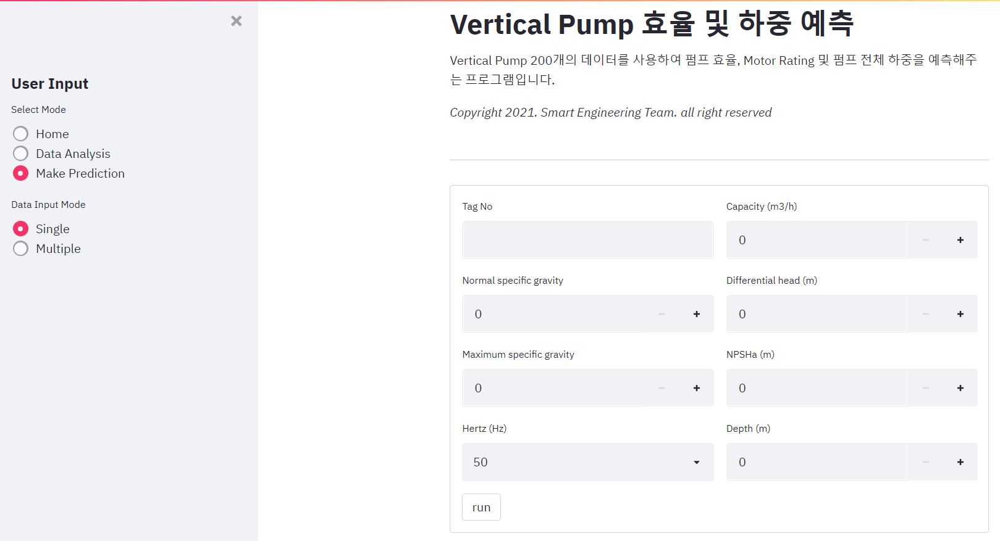 User Input
Select Mode
Home
Data Analysis
Make Prediction
Data Input Mode
Single
Multiple
Vertical Pump 효율 및 하중 예측
Vertical Pump 200개의 데이터를 사용하여 펌프 효율, Motor Rating 및 펌프 전체 하중을 예측해주
는 프로그램입니다.
Copyright 2021. Smart Engineering Team. all right reserved
Tag No
Capacity (m3/h)
0
Normal specific gravity
Differential head (m)
0
0
Maximum specific gravity
NPSHa (m)
0
0
Hertz (Hz)
Depth (m)
50
0
run